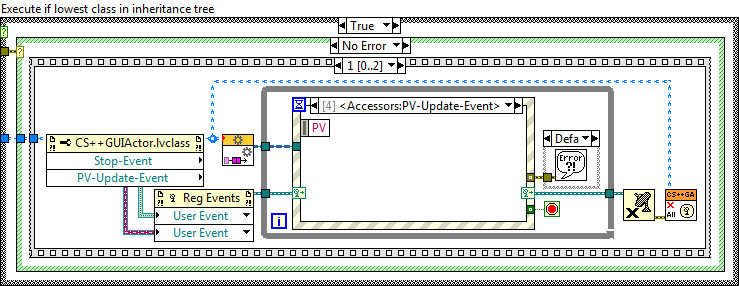 Execute if lowest class in inheritance tree
True
No Error
1 [0..2]
[4] <Accessors:PV-Update-Event>
PV
CS++GUIActor.lvclass
Stop-Event
PV-Update-Event
Reg Events
User Event
User Event
i
Defa
Error
?!
CS++GA
All